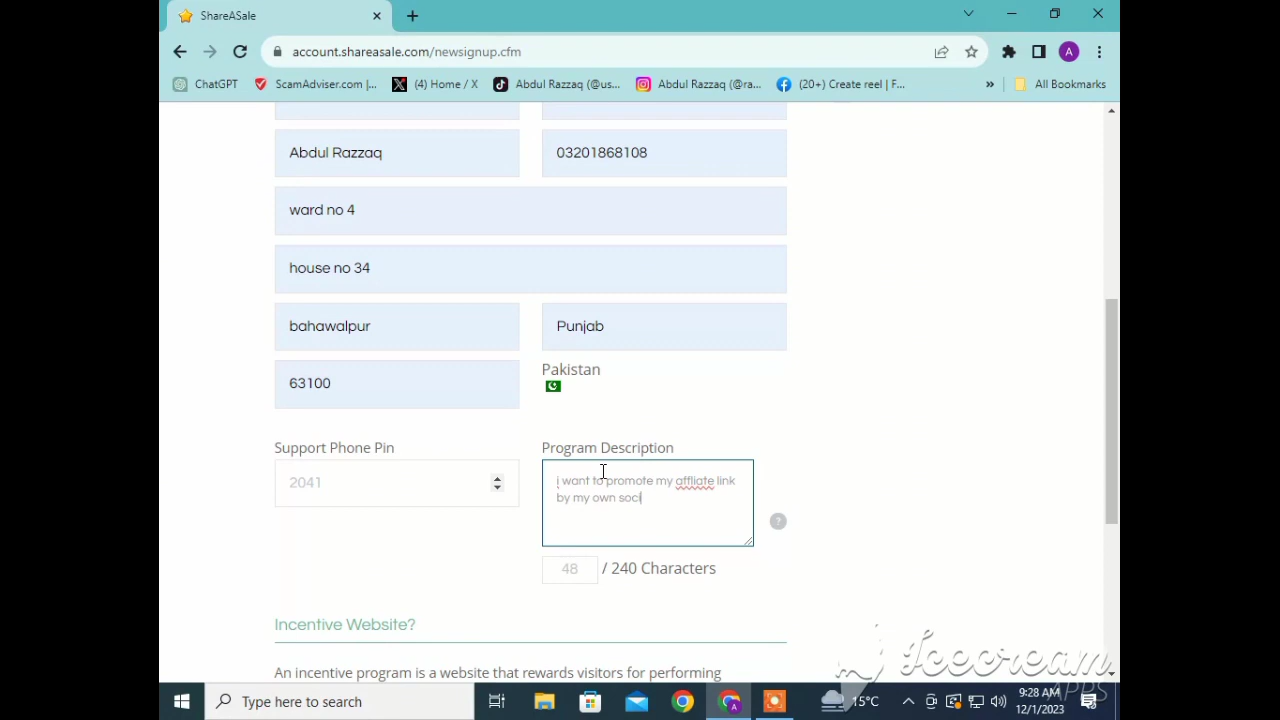 ShareASale
account.shareasale.com/newsignup.cfm
A
ChatGPT
ScamAdviser.com |...
(4) Home / X
Abdul Razzaq (@us...
Abdul Razzaq (@ra...
(20+) Create reel | F...
»
All Bookmarks
Abdul Razzaq
03201868108
ward no 4
house no 34
bahawalpur
Punjab
63100
Pakistan
Support Phone Pin
Program Description
2041
i want to promote my affliate link
by my own soci
?
48 / 240 Characters
Incentive Website?
An incentive program is a website that rewards visitors for performing
Icecream
APPS
Type here to search
A
15°C
9:28 AM
12/1/2023